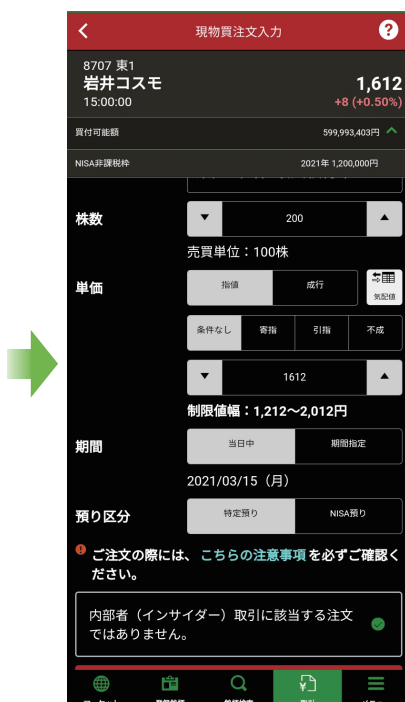 現物買注文入力
?
8707 東1
岩井コスモ
1,612
15:00:00
+8 (+0.50%)
買付可能額
599,993,403円
NISA非課税枠
2021年 1,200,000円
株数
200
売買単位：100株
単価
指値
成行
気配値
条件なし
寄指
引指
不成
1612
制限値幅：1,212〜2,012円
期間
当日中
期間指定
2021/03/15（月）
預り区分
特定預り
NISA預り
ご注文の際には、こちらの注意事項を必ずご確認く
ださい。
内部者（インサイダー）取引に該当する注文
ではありません。